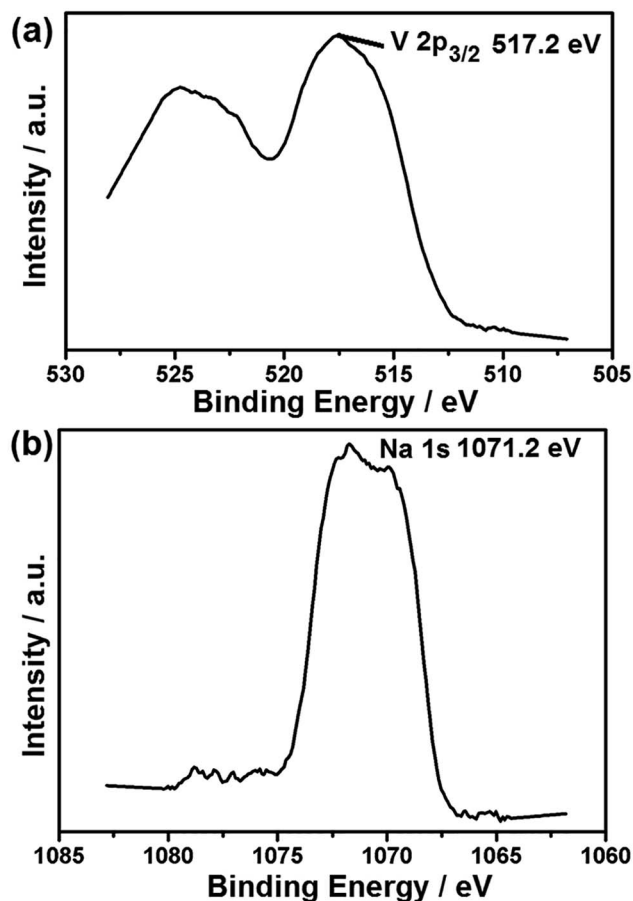 (a)
V 2p3/2 517.2 eV
Intensity / a.u.
530 525 520 515 510 505
Binding Energy / eV
(b)
Na 1s 1071.2 eV
Intensity / a.u.
1085 1080 1075 1070 1065 1060
Binding Energy / eV